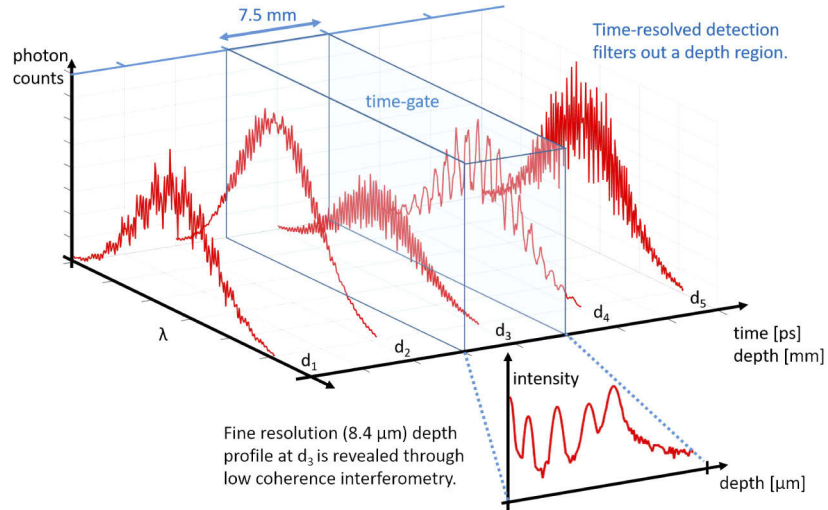 7.5 mm
Time-resolved detection
filters out a depth region.
photon
counts
time-gate
λ
d1
d2
d3
d4
d5
time [ps]
depth [mm]
intensity
Fine resolution (8.4 μm) depth
profile at d3 is revealed through
low coherence interferometry.
depth [μm]